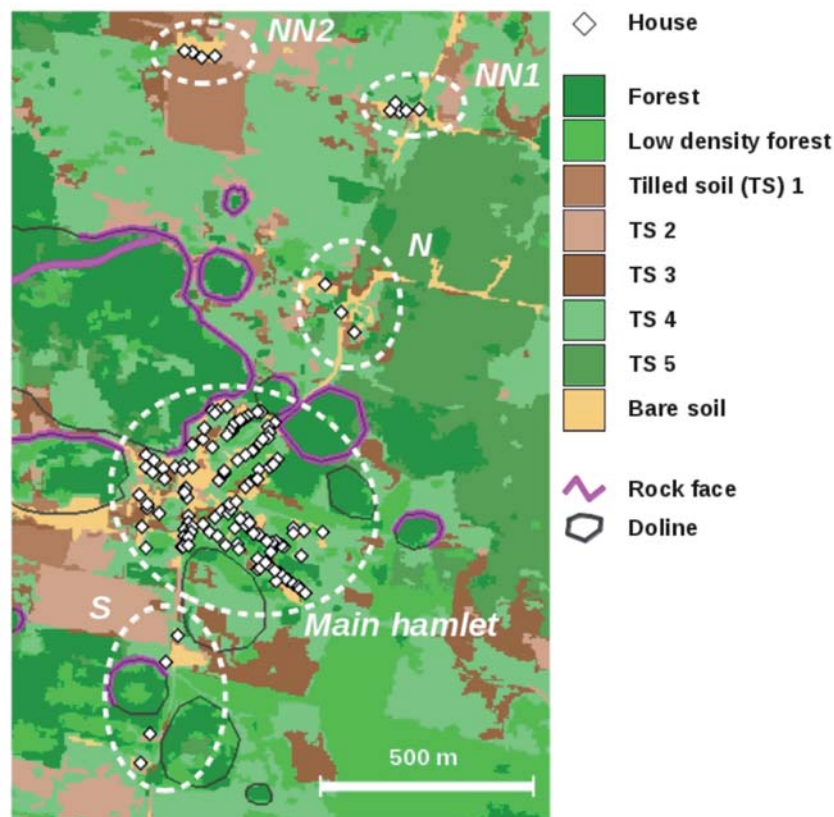 NN2
NN1
N
S
Main hamlet
500 m
House
Forest
Low density forest
Tilled soil (TS) 1
TS 2
TS 3
TS 4
TS 5
Bare soil
Rock face
Doline